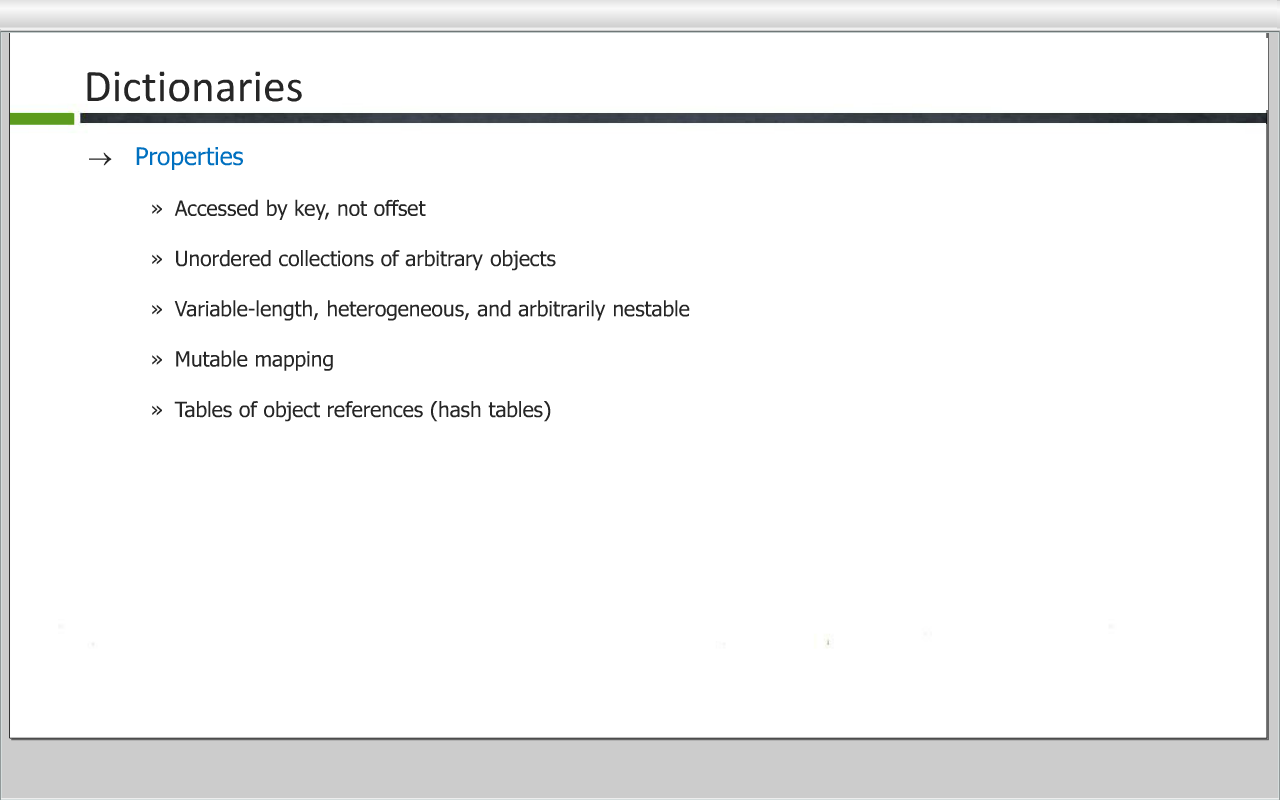 Dictionaries
→ Properties
» Accessed by key, not offset
» Unordered collections of arbitrary objects
» Variable-length, heterogeneous, and arbitrarily nestable
» Mutable mapping
» Tables of object references (hash tables)